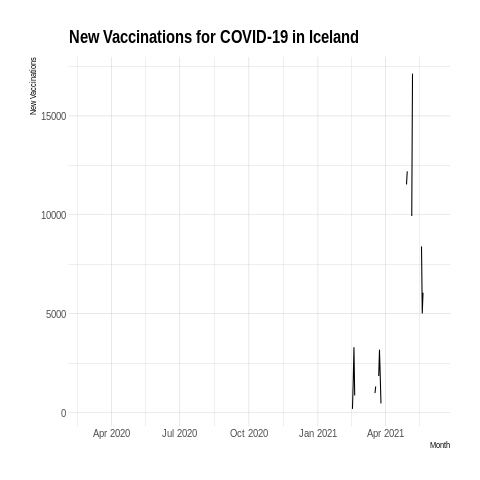 New Vaccinations for COVID-19 in Iceland
New Vaccinations
15000
10000
5000
0
Apr 2020 Jul 2020 Oct 2020 Jan 2021 Apr 2021
Month